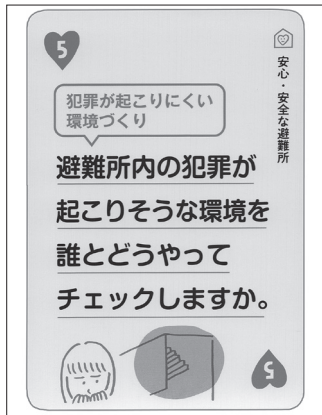 5
安心・安全な避難所
犯罪が起こりにくい
環境づくり
避難所内の犯罪が
起こりそうな環境を
誰とどうやって
チェックしますか。
5